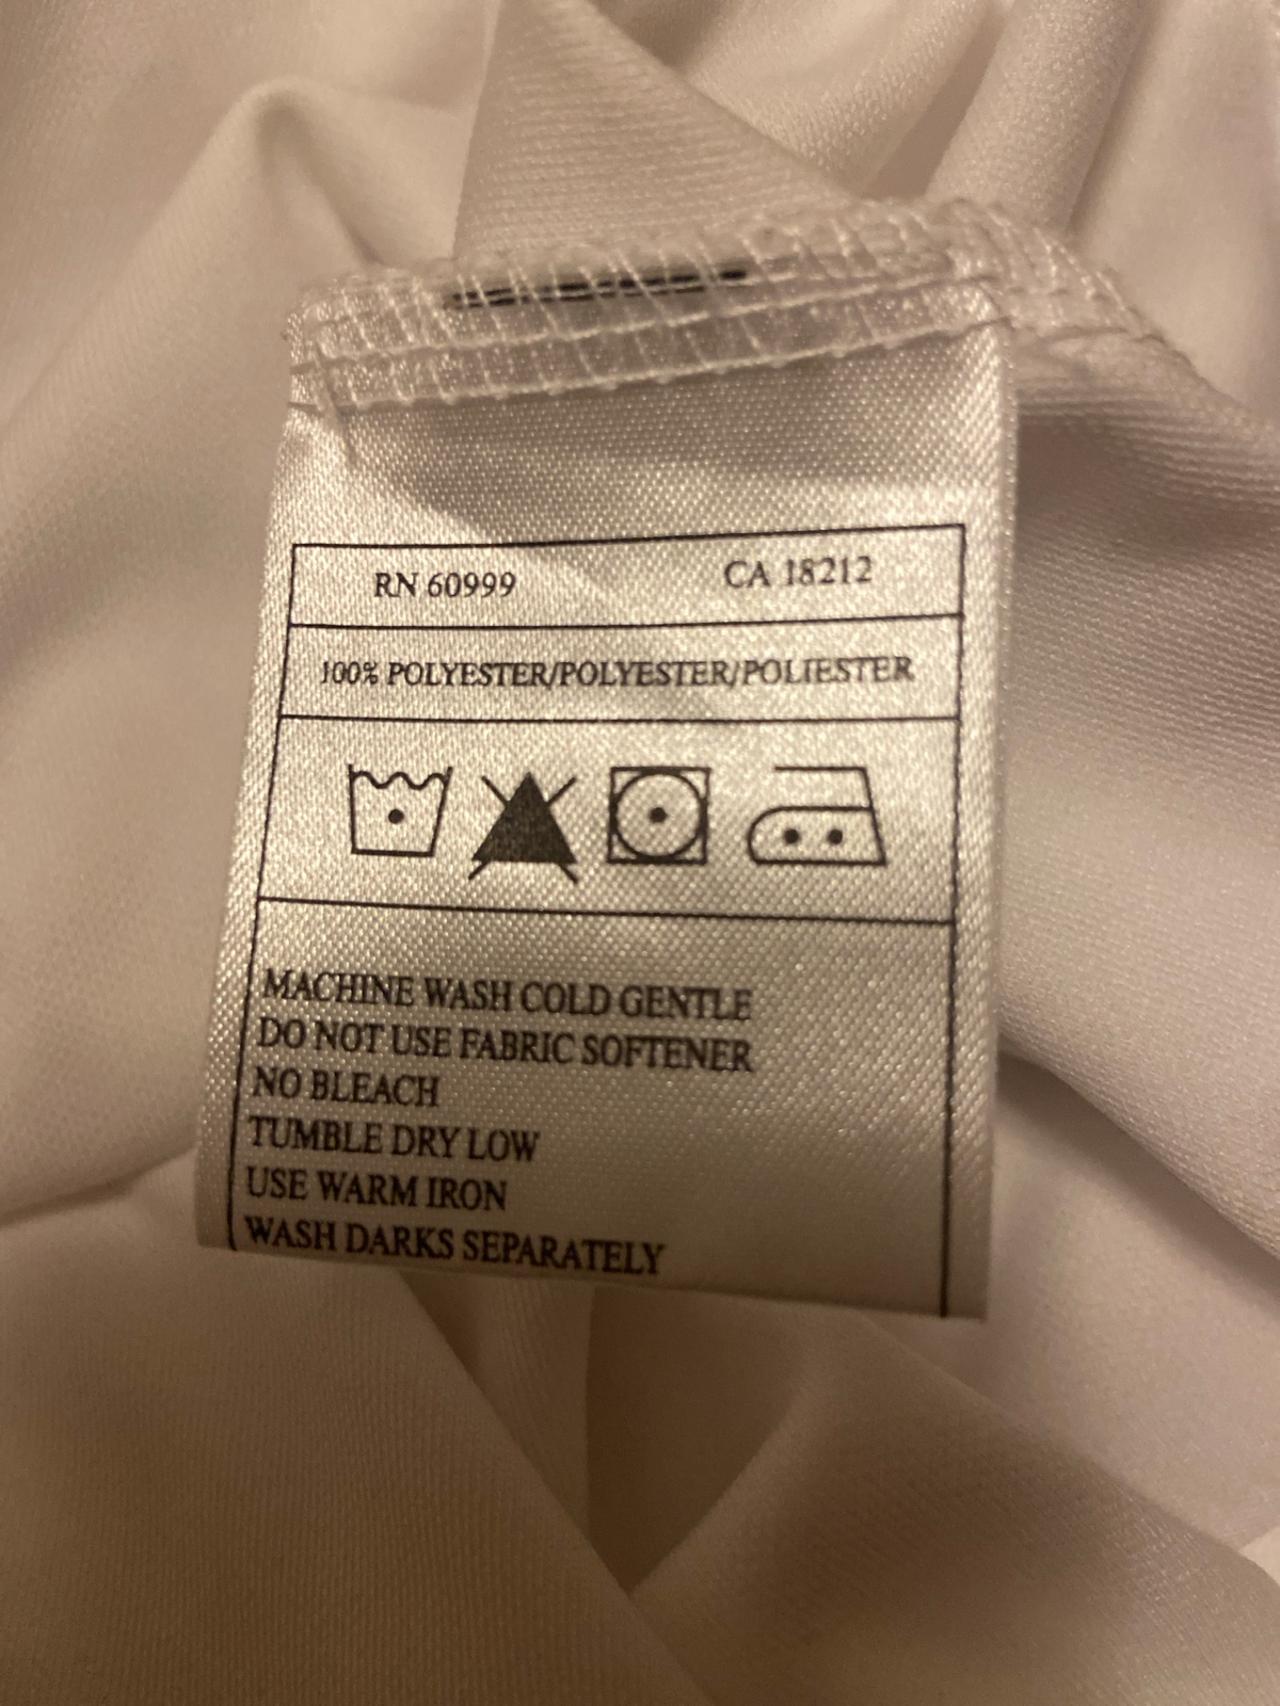 RN 60999 CA 18212
100% POLYESTER/POLYESTER/POLIESTER
MACHINE WASH COLD GENTLE
DO NOT USE FABRIC SOFTENER
NO BLEACH
TUMBLE DRY LOW
USE WARM IRON
WASH DARKS SEPARATELY